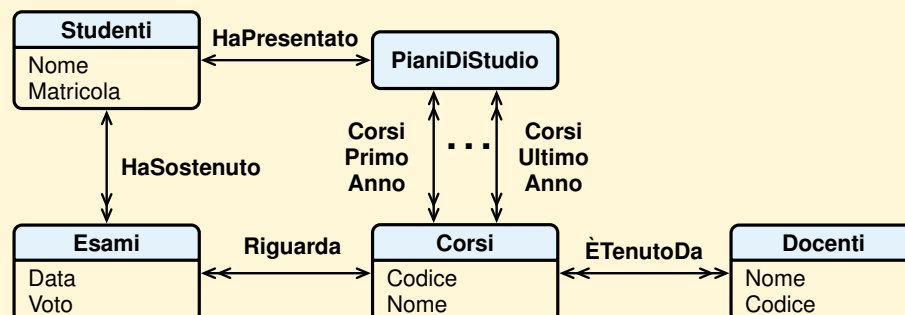 Studenti
Nome
Matricola
HaPresentato
PianiDiStudio
HaSostenuto
Corsi
Primo
Anno
...
Corsi
Ultimo
Anno
Esami
Data
Voto
Riguarda
Corsi
Codice
Nome
ÈTenutoDa
Docenti
Nome
Codice